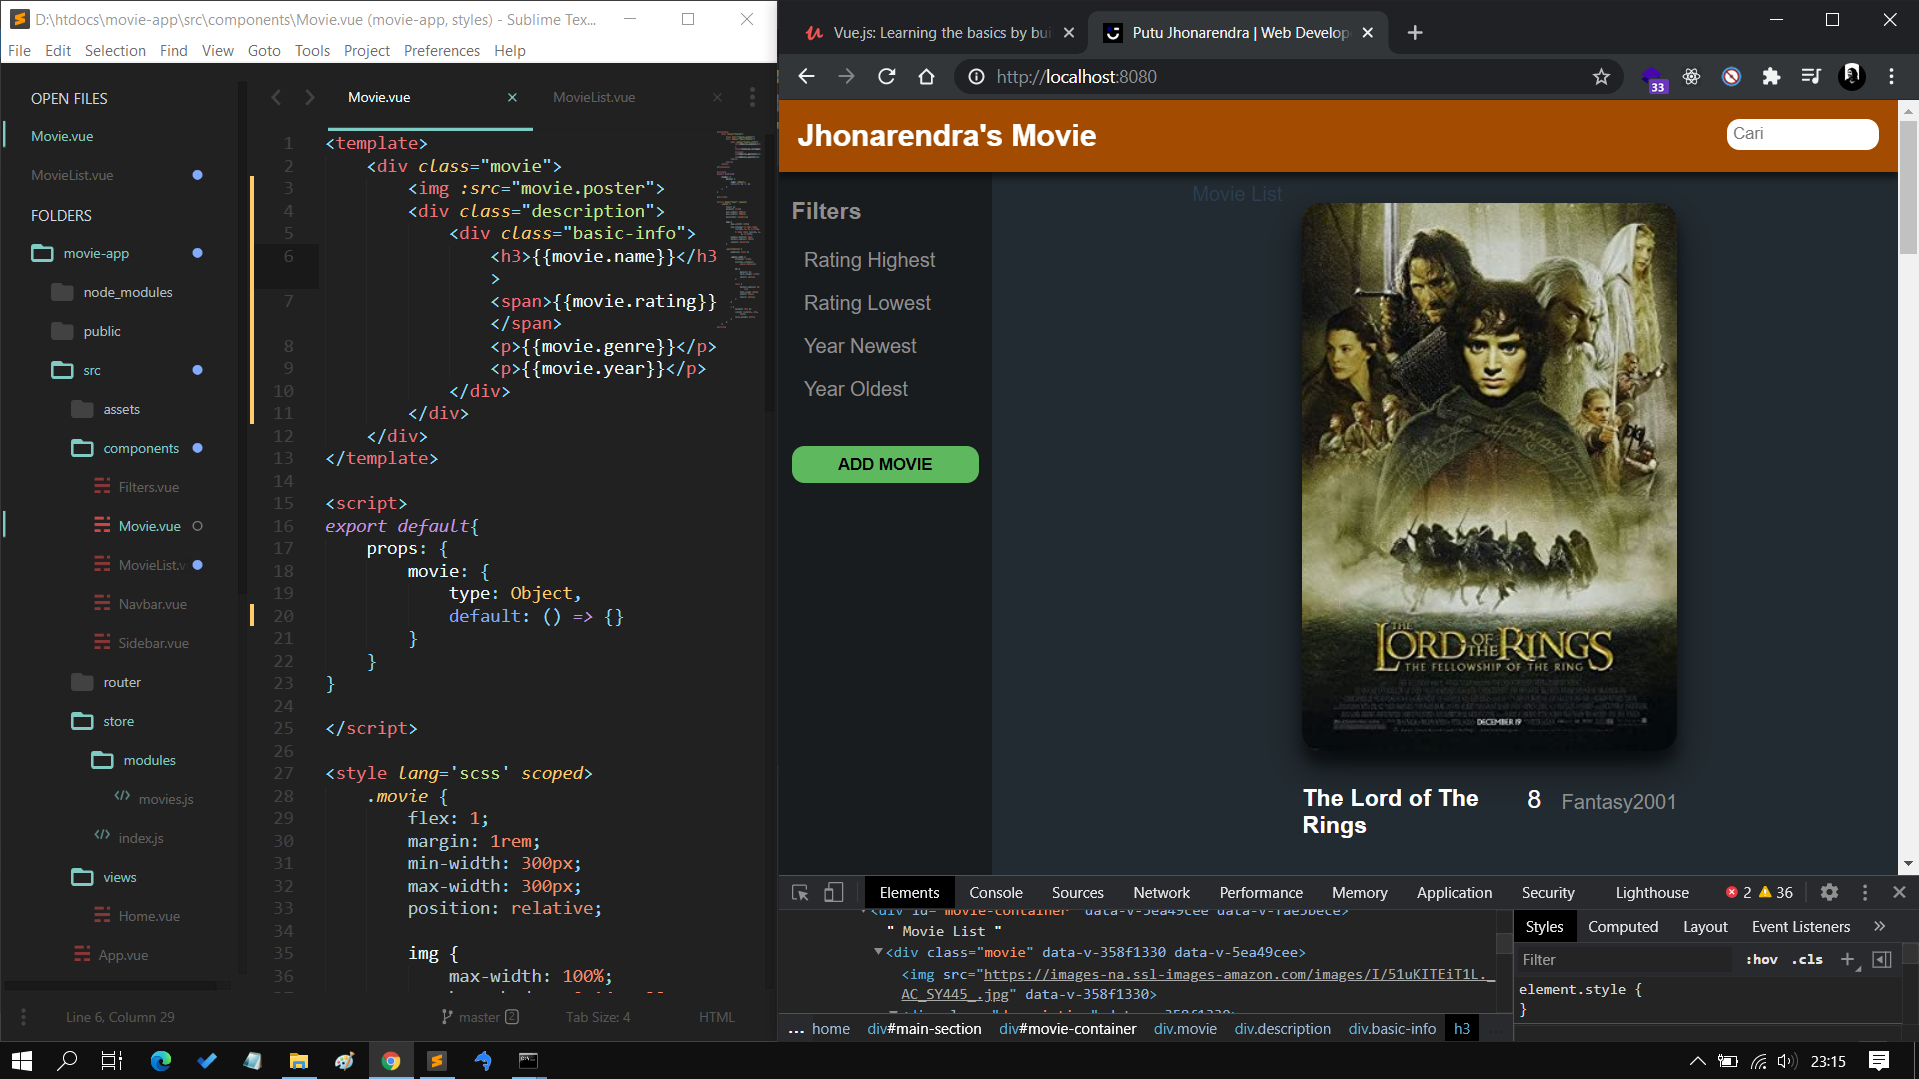 D:\htdocs\movie-app\src\components\Movie.vue (movie-app, styles) - Sublime Tex...
File Edit Selection Find View Goto Tools Project Preferences Help
OPEN FILES
Movie.vue
MovieList.vue
FOLDERS
movie-app
node_modules
public
src
assets
components
Filters.vue
Movie.vue
MovieList.v
Navbar.vue
Sidebar.vue
router
store
modules
movies.js
index.js
views
Home.vue
App.vue
Movie.vue MovieList.vue
1 <template>
2 <div class="movie">
3 <img :src="movie.poster">
4 <div class="description">
5 <div class="basic-info">
6 <h3>{{movie.name}}</h3
>
7 <span>{{movie.rating}}
</span>
8 <p>{{movie.genre}}</p>
9 <p>{{movie.year}}</p>
10 </div>
11 </div>
12 </div>
13 </template>
14
15 <script>
16 export default{
17 props: {
18 movie: {
19 type: Object,
20 default: () => {}
21 }
22 }
23 }
24
25 </script>
26
27 <style lang='scss' scoped>
28 .movie {
29 flex: 1;
30 margin: 1rem;
31 min-width: 300px;
32 max-width: 300px;
33 position: relative;
34
35 img {
36 max-width: 100%;
Line 6, Column 29
master 2
Tab Size: 4
HTML
Vue.js: Learning the basics by bui
Putu Jhonarendra | Web Develope
http://localhost:8080
33
Jhonarendra's Movie
Cari
Filters
Rating Highest
Rating Lowest
Year Newest
Year Oldest
ADD MOVIE
Movie List
THE
LORD OF THE RINGS
THE FELLOWSHIP OF THE RING
DECEMBER 19
The Lord of The
Rings
8
Fantasy2001
Elements Console Sources Network Performance Memory Application Security Lighthouse 2 36
<div id="movie-container" data-v-5ea49cee data-v-fae5bece>
" Movie List "
<div class="movie" data-v-358f1330 data-v-5ea49cee>
<img src="https://images-na.ssl-images-amazon.com/images/I/51uKITEiT1L._
AC_SY445_.jpg" data-v-358f1330>
... home div#main-section div#movie-container div.movie div.description div.basic-info h3
Styles Computed Layout Event Listeners »
Filter :hov .cls +
element.style {
}
23:15